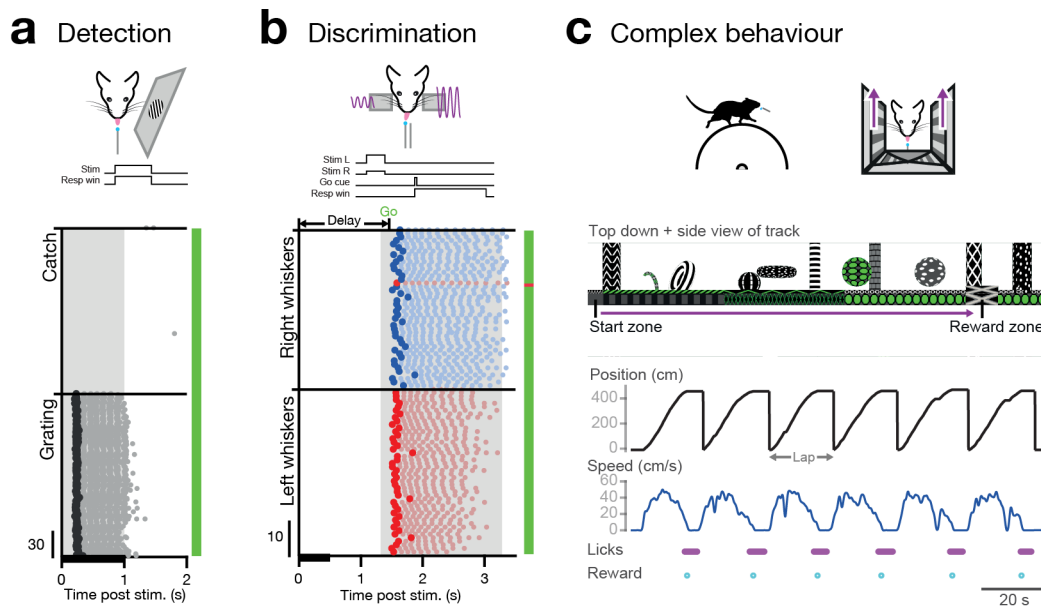 a Detection
Stim
Resp win
Catch
Grating
30
0 1 2
Time post stim. (s)
b Discrimination
Stim L
Stim R
Go cue
Resp win
Go
Delay
Right whiskers
Left whiskers
10
0 1 2 3
Time post stim. (s)
c Complex behaviour
Top down + side view of track
Start zone Reward zone
Position (cm)
400
200
0
Lap
Speed (cm/s)
60
40
20
0
Licks
Reward
20 s